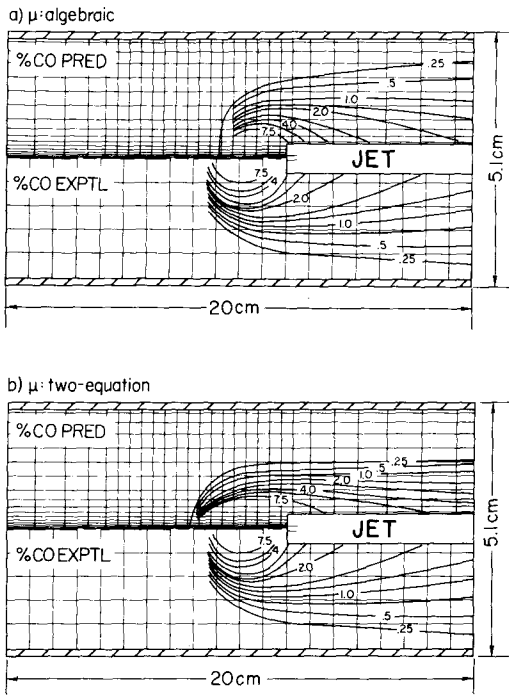 a) μ: algebraic
%CO PRED
.25
.5
1.0
2.0
4.0
7.5
JET
%CO EXPTL
7.5
4
2.0
1.0
.5
.25
5.1cm
20cm
b) μ: two-equation
%CO PRED
.25
.5
1.0
2.0
4.0
7.5
JET
%CO EXPTL
7.5
4
2.0
1.0
.5
.25
5.1cm
20cm